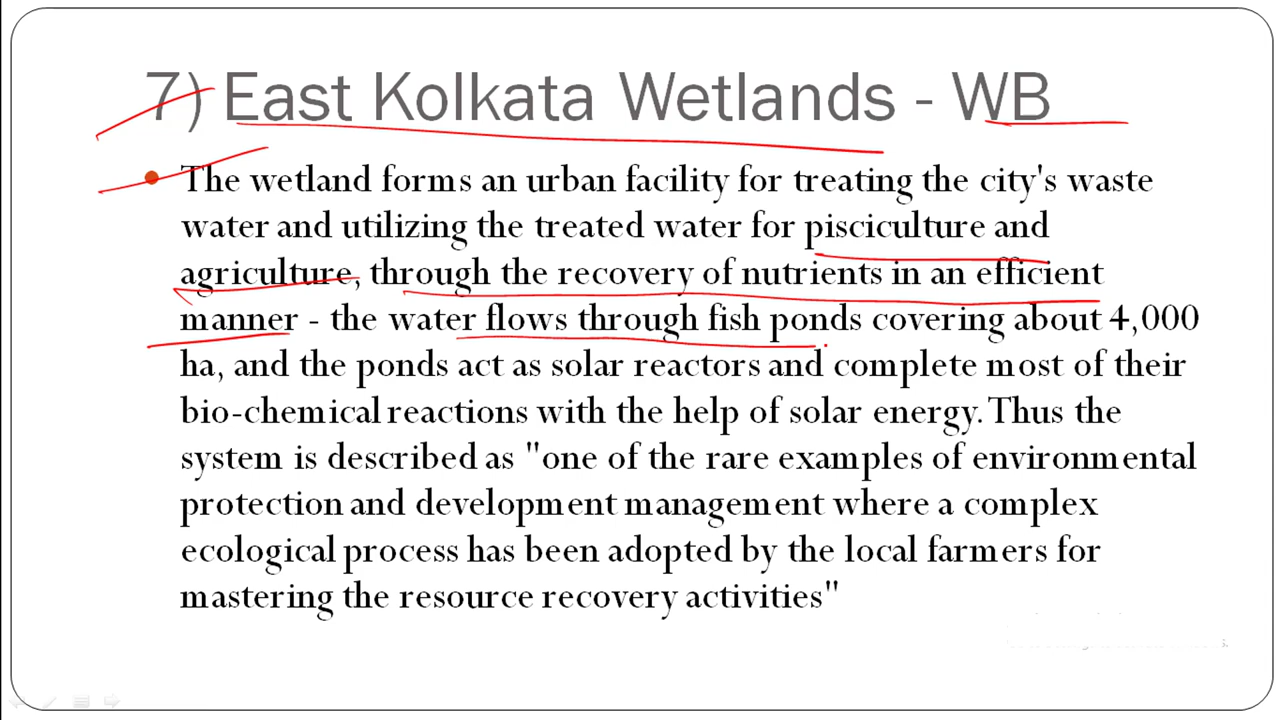 7) East Kolkata Wetlands - WB
The wetland forms an urban facility for treating the city's waste
water and utilizing the treated water for pisciculture and
agriculture, through the recovery of nutrients in an efficient
manner - the water flows through fish ponds covering about 4,000
ha, and the ponds act as solar reactors and complete most of their
bio-chemical reactions with the help of solar energy. Thus the
system is described as "one of the rare examples of environmental
protection and development management where a complex
ecological process has been adopted by the local farmers for
mastering the resource recovery activities"